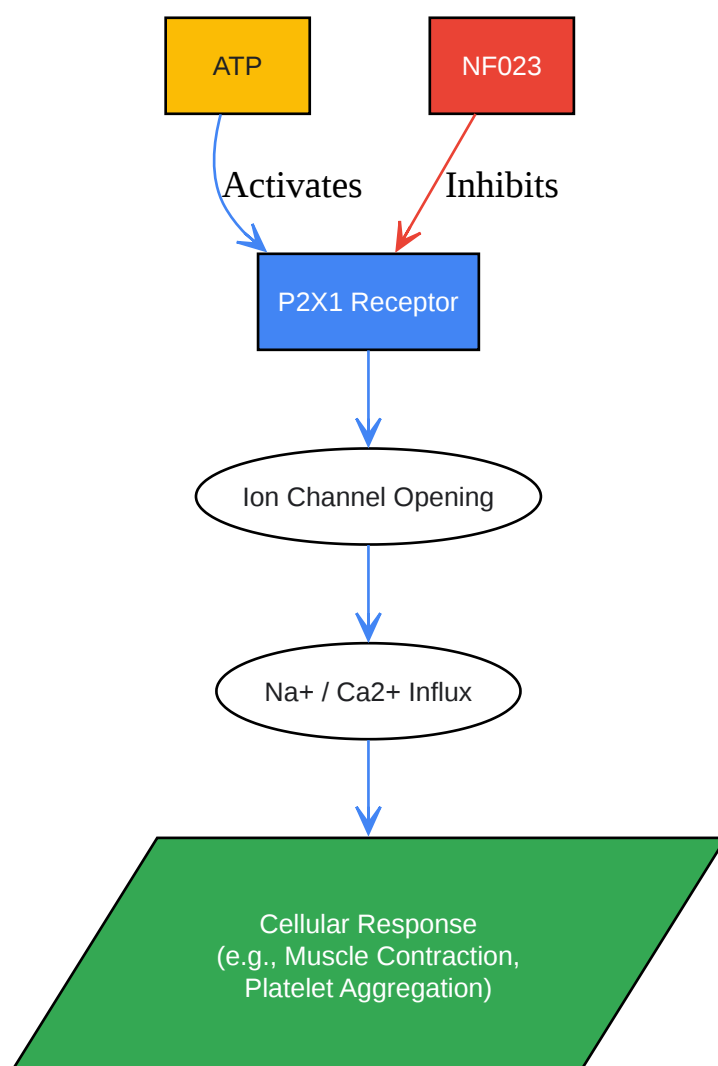 ATP
NF023
Activates
Inhibits
P2X1 Receptor
Ion Channel Opening
Na+ / Ca2+ Influx
Cellular Response
(e.g., Muscle Contraction,
Platelet Aggregation)